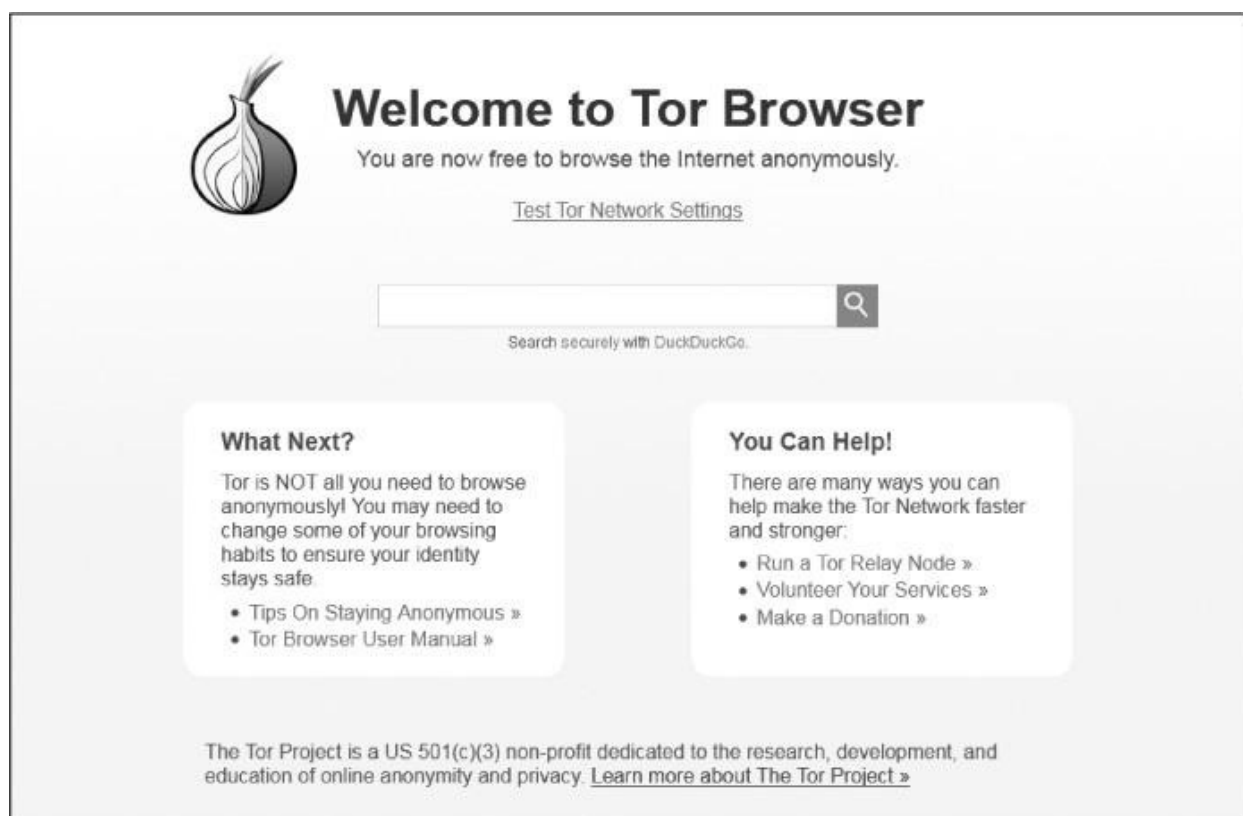 Welcome to Tor Browser
You are now free to browse the Internet anonymously.
Test Tor Network Settings
Search securely with DuckDuckGo.
What Next?
Tor is NOT all you need to browse
anonymously! You may need to
change some of your browsing
habits to ensure your identity
stays safe.
• Tips On Staying Anonymous »
• Tor Browser User Manual »
You Can Help!
There are many ways you can
help make the Tor Network faster
and stronger:
• Run a Tor Relay Node »
• Volunteer Your Services »
• Make a Donation »
The Tor Project is a US 501(c)(3) non-profit dedicated to the research, development, and
education of online anonymity and privacy. Learn more about The Tor Project »